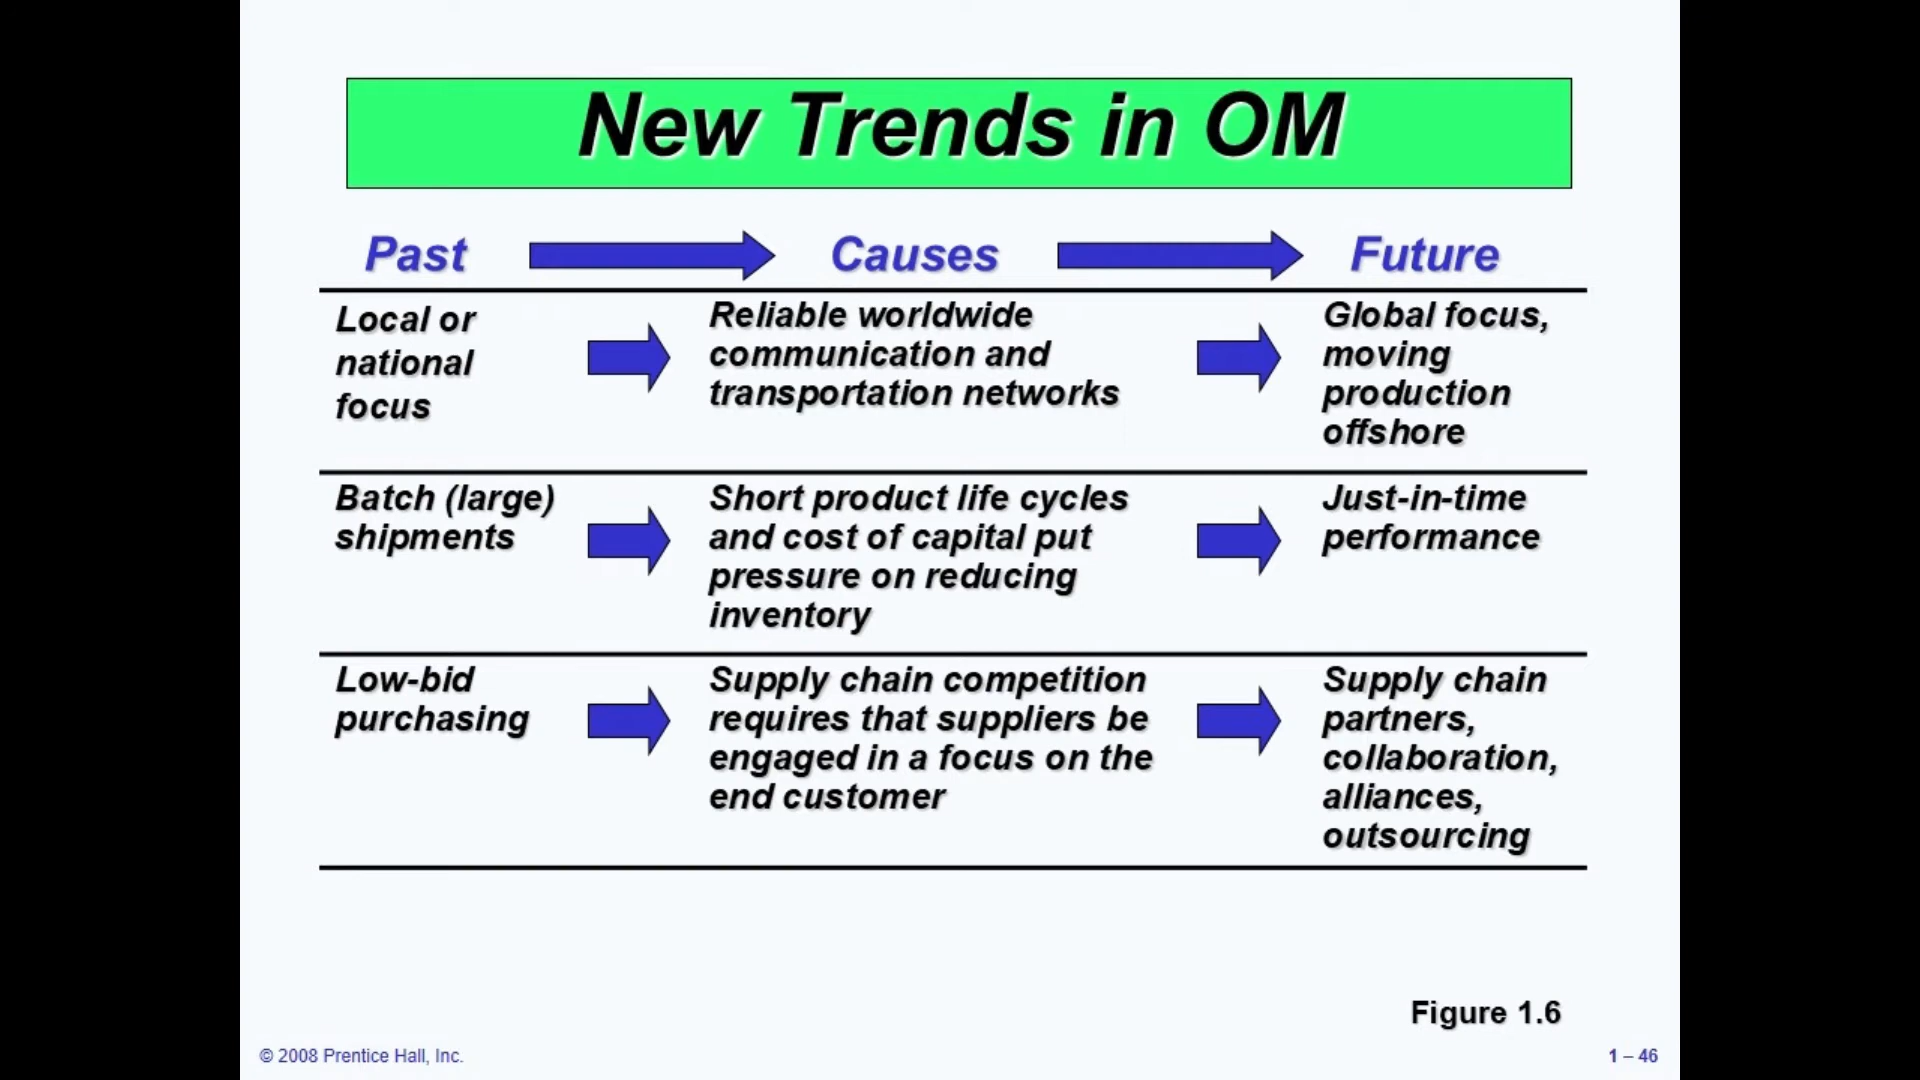 New Trends in OM
Past
Causes
Future
Local or
national
focus
Reliable worldwide
communication and
transportation networks
Global focus,
moving
production
offshore
Batch (large)
shipments
Short product life cycles
and cost of capital put
pressure on reducing
inventory
Just-in-time
performance
Low-bid
purchasing
Supply chain competition
requires that suppliers be
engaged in a focus on the
end customer
Supply chain
partners,
collaboration,
alliances,
outsourcing
Figure 1.6
© 2008 Prentice Hall, Inc.
1 – 46